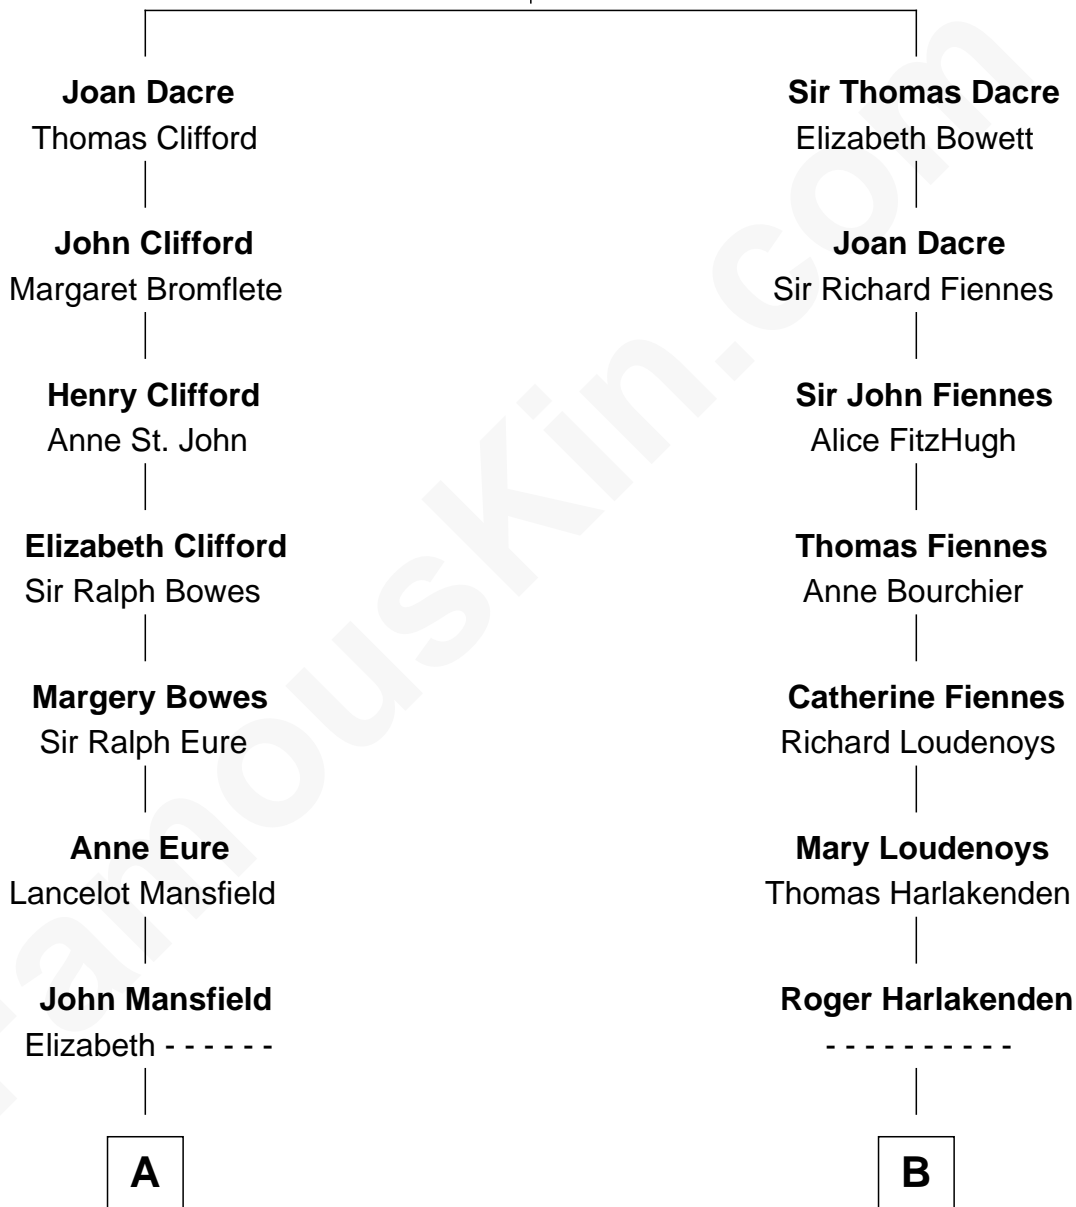 Joan Dacre
Thomas Clifford
John Clifford
Margaret Bromflete
Henry Clifford
Anne St. John
Elizabeth Clifford
Sir Ralph Bowes
Margery Bowes
Sir Ralph Eure
Anne Eure
Lancelot Mansfield
John Mansfield
Elizabeth - - - - - -
A
Sir Thomas Dacre
Elizabeth Bowett
Joan Dacre
Sir Richard Fiennes
Sir John Fiennes
Alice FitzHugh
Thomas Fiennes
Anne Bourchier
Catherine Fiennes
Richard Loudenoys
Mary Loudenoys
Thomas Harlakenden
Roger Harlakenden
- - - - - - - - - -
B
FamousKin.com